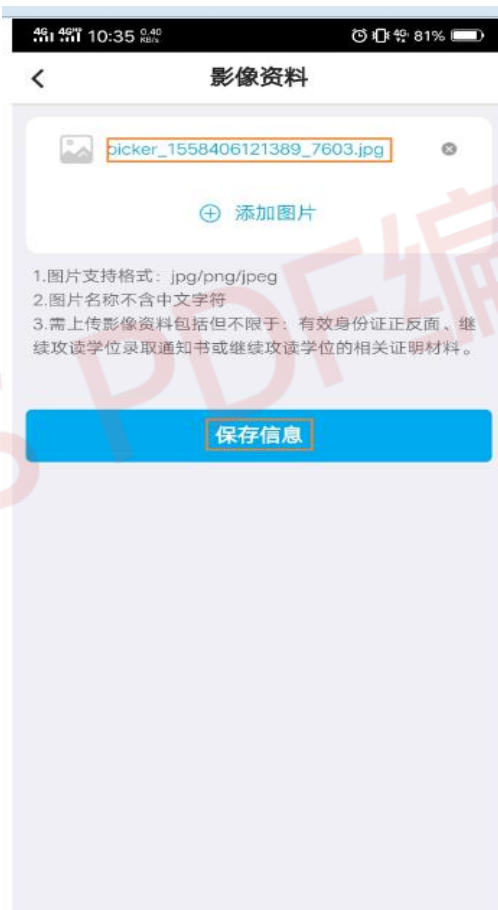 4G 4G 10:35 0.40 KB/s 4G 81%
影像资料
picker_1558406121389_7603.jpg
添加图片
1.图片支持格式：jpg/png/jpeg
2.图片名称不含中文字符
3.需上传影像资料包括但不限于：有效身份证正反面、继
续攻读学位录取通知书或继续攻读学位的相关证明材料。
保存信息
PDF编